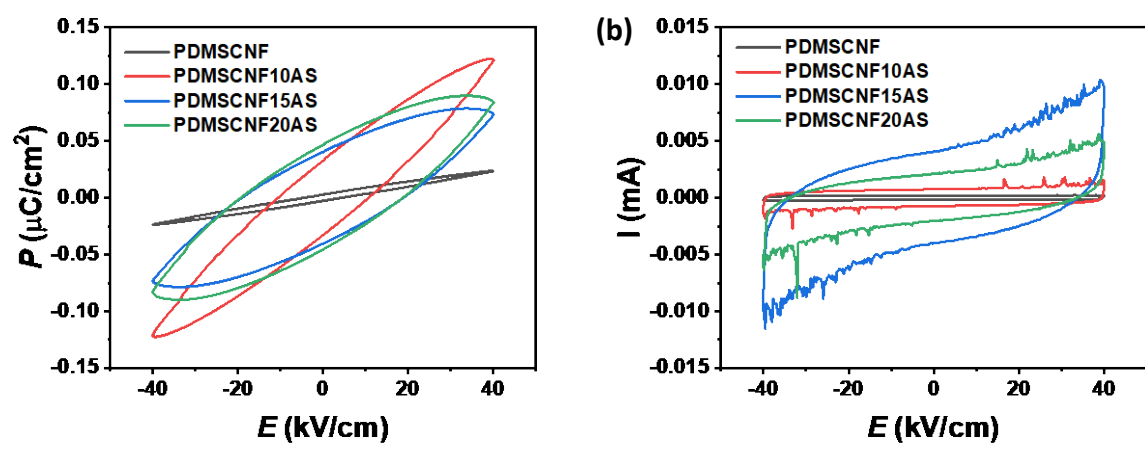 0.15
0.10
0.05
0.00
-0.05
-0.10
-0.15
P (μC/cm²)
PDMSCNF
PDMSCNF10AS
PDMSCNF15AS
PDMSCNF20AS
-40 -20 0 20 40
E (kV/cm)
(b)
0.015
0.010
0.005
0.000
-0.005
-0.010
-0.015
I (mA)
PDMSCNF
PDMSCNF10AS
PDMSCNF15AS
PDMSCNF20AS
-40 -20 0 20 40
E (kV/cm)